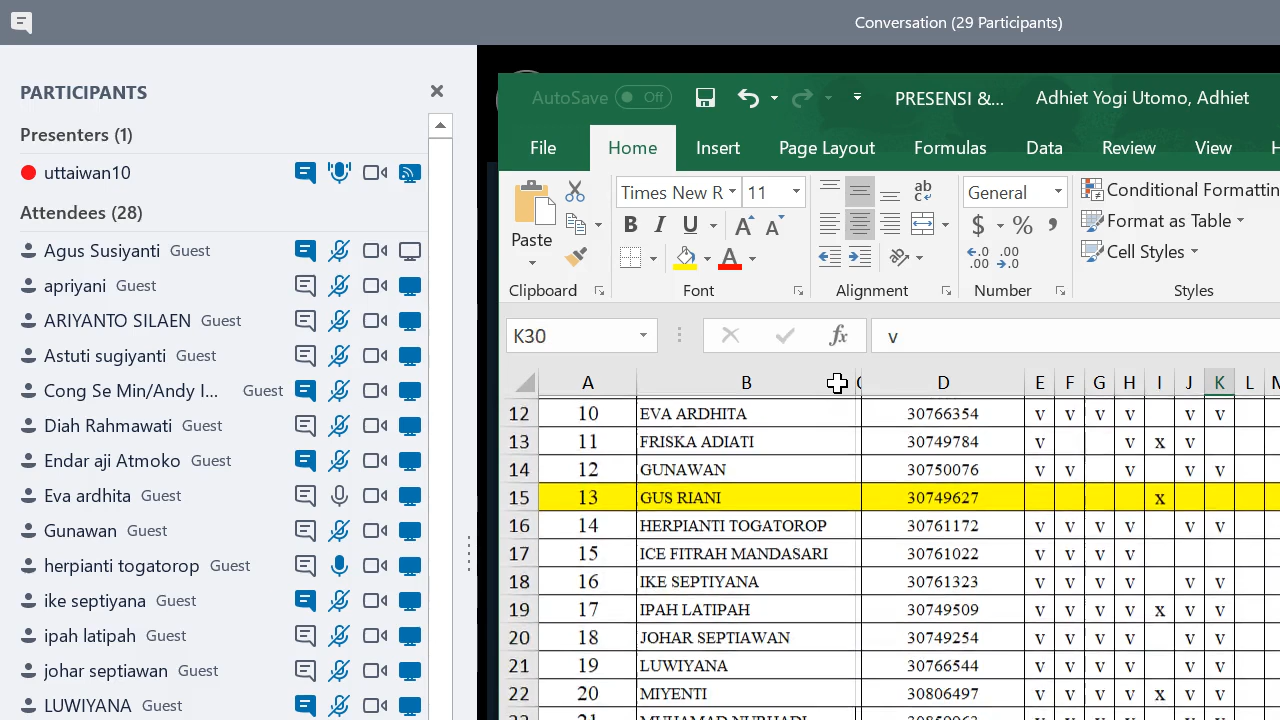 Conversation (29 Participants)
PARTICIPANTS
Presenters (1)
uttaiwan10
Attendees (28)
Agus Susiyanti Guest
apriyani Guest
ARIYANTO SILAEN Guest
Astuti sugiyanti Guest
Cong Se Min/Andy I... Guest
Diah Rahmawati Guest
Endar aji Atmoko Guest
Eva ardhita Guest
Gunawan Guest
herpianti togatorop Guest
ike septiyana Guest
ipah latipah Guest
johar septiawan Guest
LUWIYANA Guest
AutoSave Off PRESENSI &... Adhiet Yogi Utomo, Adhiet
File Home Insert Page Layout Formulas Data Review View H
Paste
Clipboard
Times New R 11
B I U A A
A
Font
ab
Alignment
General
$ % ,
.0 .00
.00 .0
Number
Conditional Formattin
Format as Table
Cell Styles
Styles
K30 fx v
A B D E F G H I J K L M
12 10 EVA ARDHITA 30766354 v v v v v v
13 11 FRISKA ADIATI 30749784 v v x v
14 12 GUNAWAN 30750076 v v v v v
15 13 GUS RIANI 30749627 x
16 14 HERPIANTI TOGATOROP 30761172 v v v v v v
17 15 ICE FITRAH MANDASARI 30761022 v v v v
18 16 IKE SEPTIYANA 30761323 v v v v v v
19 17 IPAH LATIPAH 30749509 v v v v x v v
20 18 JOHAR SEPTIAWAN 30749254 v v v v v v
21 19 LUWIYANA 30766544 v v v v v v
22 20 MIYENTI 30806497 v v v v x v v